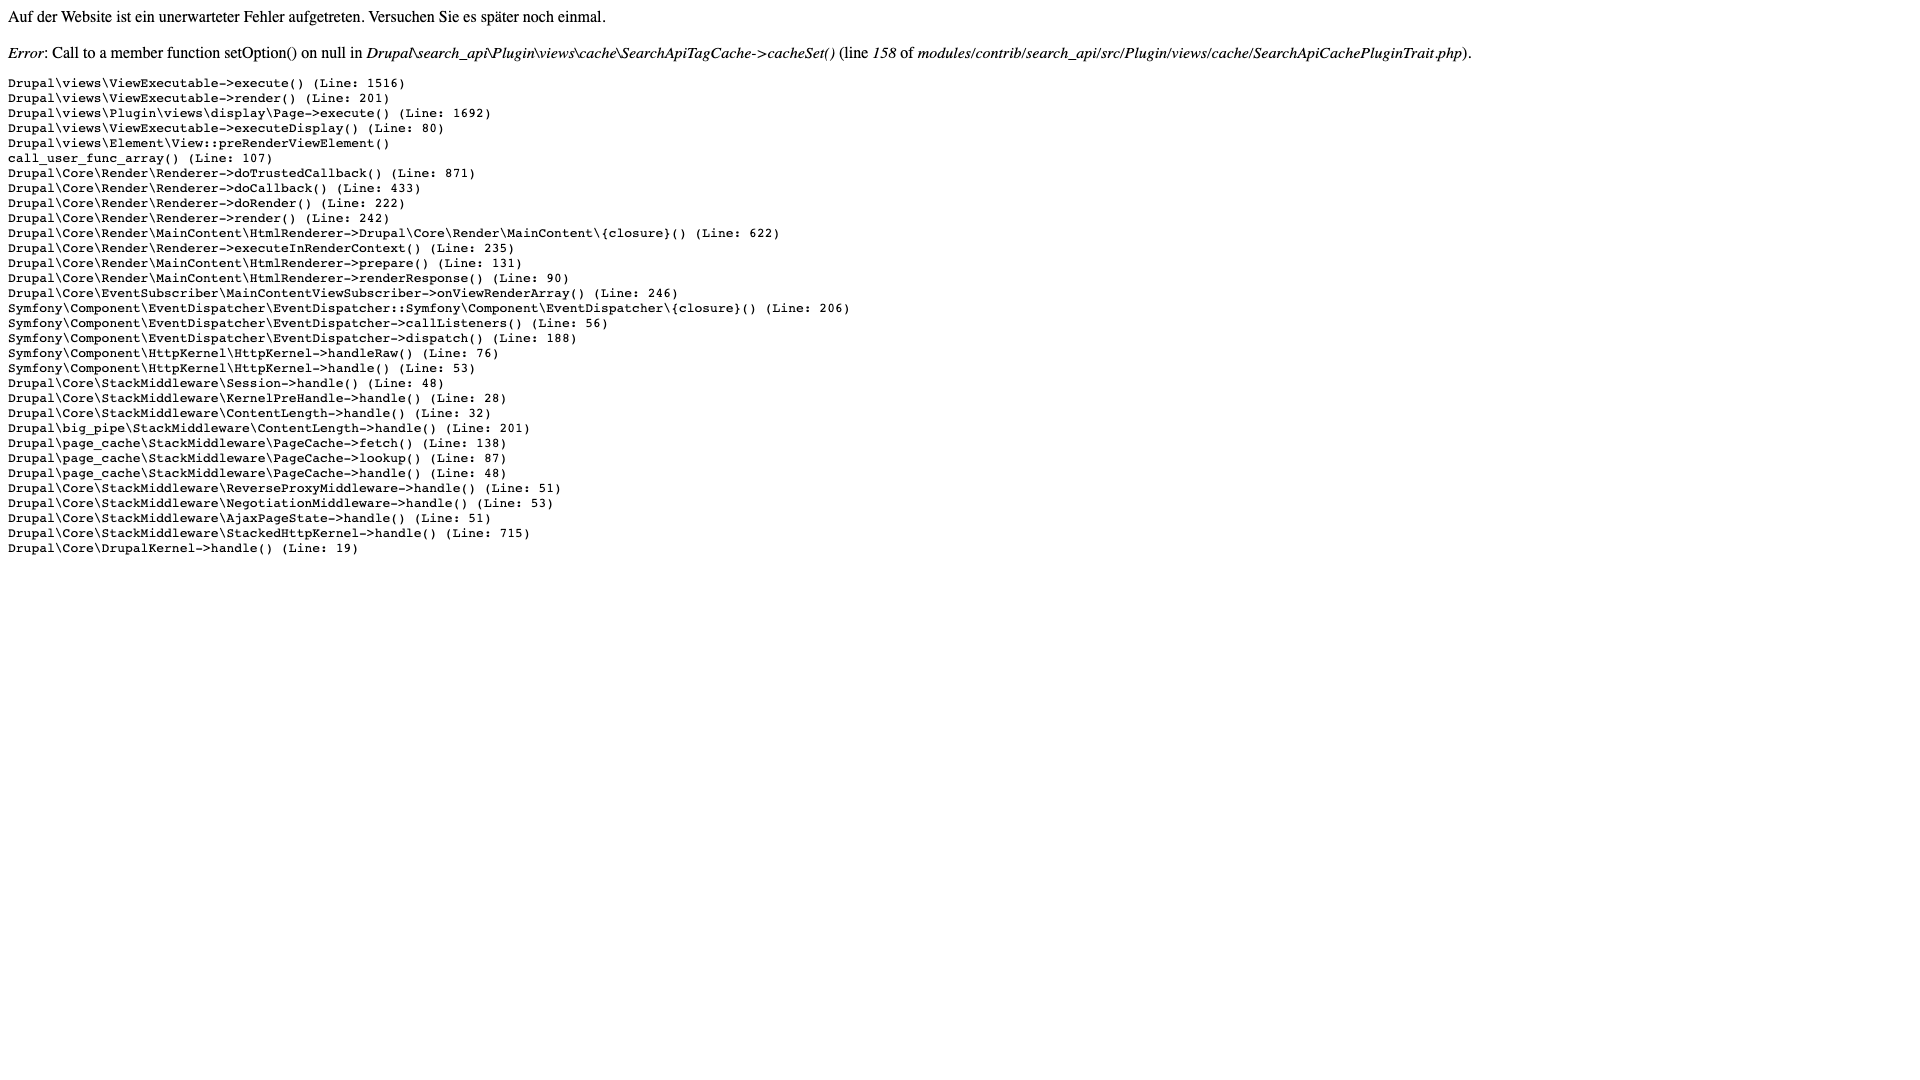 Auf der Website ist ein unerwarteter Fehler aufgetreten. Versuchen Sie es später noch einmal.
Error: Call to a member function setOption() on null in Drupal\search_api\Plugin\views\cache\SearchApiTagCache->cacheSet() (line 158 of modules/contrib/search_api/src/Plugin/views/cache/SearchApiCachePluginTrait.php).
Drupal\views\ViewExecutable->execute() (Line: 1516)
Drupal\views\ViewExecutable->render() (Line: 201)
Drupal\views\Plugin\views\display\Page->execute() (Line: 1692)
Drupal\views\ViewExecutable->executeDisplay() (Line: 80)
Drupal\views\Element\View::preRenderViewElement()
call_user_func_array() (Line: 107)
Drupal\Core\Render\Renderer->doTrustedCallback() (Line: 871)
Drupal\Core\Render\Renderer->doCallback() (Line: 433)
Drupal\Core\Render\Renderer->doRender() (Line: 222)
Drupal\Core\Render\Renderer->render() (Line: 242)
Drupal\Core\Render\MainContent\HtmlRenderer->Drupal\Core\Render\MainContent\{closure}() (Line: 622)
Drupal\Core\Render\Renderer->executeInRenderContext() (Line: 235)
Drupal\Core\Render\MainContent\HtmlRenderer->prepare() (Line: 131)
Drupal\Core\Render\MainContent\HtmlRenderer->renderResponse() (Line: 90)
Drupal\Core\EventSubscriber\MainContentViewSubscriber->onViewRenderArray() (Line: 246)
Symfony\Component\EventDispatcher\EventDispatcher::Symfony\Component\EventDispatcher\{closure}() (Line: 206)
Symfony\Component\EventDispatcher\EventDispatcher->callListeners() (Line: 56)
Symfony\Component\EventDispatcher\EventDispatcher->dispatch() (Line: 188)
Symfony\Component\HttpKernel\HttpKernel->handleRaw() (Line: 76)
Symfony\Component\HttpKernel\HttpKernel->handle() (Line: 53)
Drupal\Core\StackMiddleware\Session->handle() (Line: 48)
Drupal\Core\StackMiddleware\KernelPreHandle->handle() (Line: 28)
Drupal\Core\StackMiddleware\ContentLength->handle() (Line: 32)
Drupal\big_pipe\StackMiddleware\ContentLength->handle() (Line: 201)
Drupal\page_cache\StackMiddleware\PageCache->fetch() (Line: 138)
Drupal\page_cache\StackMiddleware\PageCache->lookup() (Line: 87)
Drupal\page_cache\StackMiddleware\PageCache->handle() (Line: 48)
Drupal\Core\StackMiddleware\ReverseProxyMiddleware->handle() (Line: 51)
Drupal\Core\StackMiddleware\NegotiationMiddleware->handle() (Line: 53)
Drupal\Core\StackMiddleware\AjaxPageState->handle() (Line: 51)
Drupal\Core\StackMiddleware\StackedHttpKernel->handle() (Line: 715)
Drupal\Core\DrupalKernel->handle() (Line: 19)